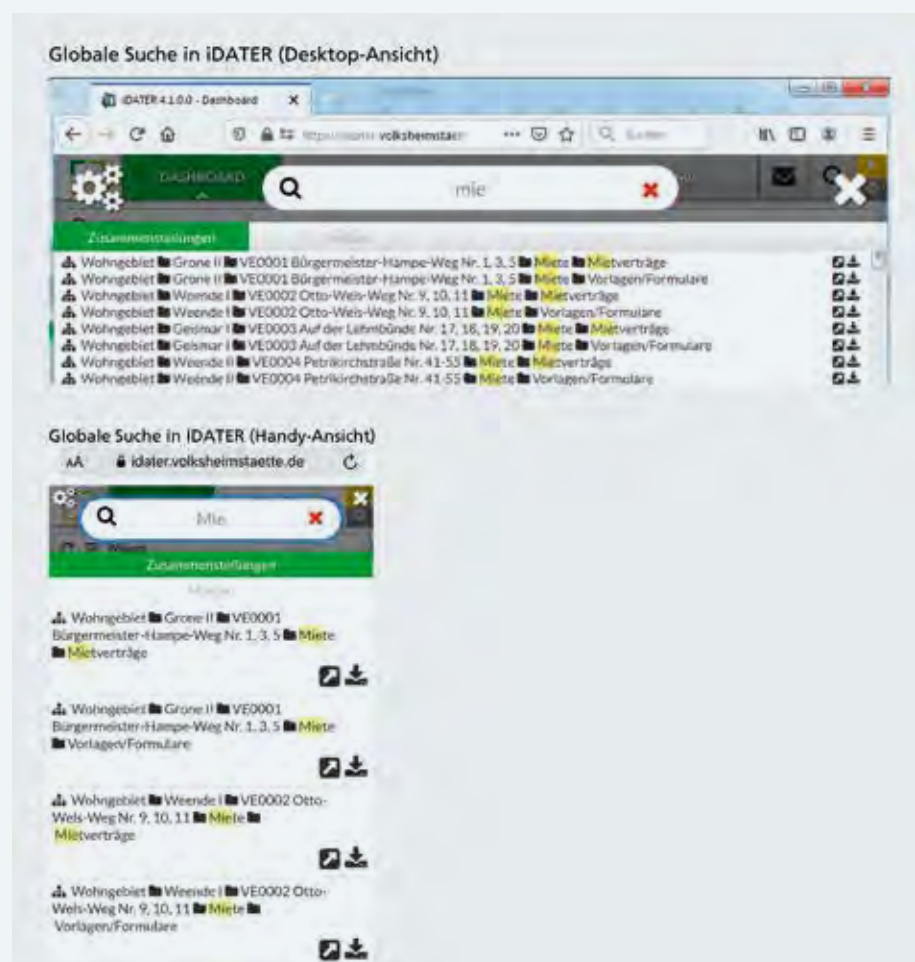 Globale Suche in iDATER (Desktop-Ansicht)
iDATER 4.1.0.0 - Dashboard
volksheimstaet
Suchen
DASHBOARD
mie
Zusammenstellungen
Wohngebiet Grone II VE0001 Bürgermeister-Hampe-Weg Nr. 1, 3, 5 Miete Mietverträge
Wohngebiet Grone II VE0001 Bürgermeister-Hampe-Weg Nr. 1, 3, 5 Miete Vorlagen/Formulare
Wohngebiet Weende I VE0002 Otto-Wels-Weg Nr. 9, 10, 11 Miete Mietverträge
Wohngebiet Weende I VE0002 Otto-Wels-Weg Nr. 9, 10, 11 Miete Vorlagen/Formulare
Wohngebiet Geismar I VE0003 Auf der Lehmbünde Nr. 17, 18, 19, 20 Miete Mietverträge
Wohngebiet Geismar I VE0003 Auf der Lehmbünde Nr. 17, 18, 19, 20 Miete Vorlagen/Formulare
Wohngebiet Weende II VE0004 Petrikirchstraße Nr. 41-55 Miete Mietverträge
Wohngebiet Weende II VE0004 Petrikirchstraße Nr. 41-55 Miete Vorlagen/Formulare
Globale Suche in IDATER (Handy-Ansicht)
AA idater.volksheimstaette.de
Mie
Zusammenstellungen
Wohngebiet Grone II VE0001
Bürgermeister-Hampe-Weg Nr. 1, 3, 5 Miete
Mietverträge
Wohngebiet Grone II VE0001
Bürgermeister-Hampe-Weg Nr. 1, 3, 5 Miete
Vorlagen/Formulare
Wohngebiet Weende I VE0002 Otto-
Wels-Weg Nr. 9, 10, 11 Miete
Mietverträge
Wohngebiet Weende I VE0002 Otto-
Wels-Weg Nr. 9, 10, 11 Miete
Vorlagen/Formulare